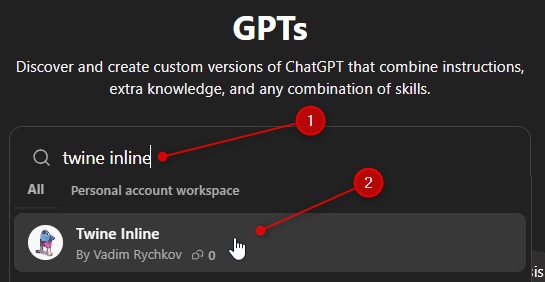 GPTs
Discover and create custom versions of ChatGPT that combine instructions,
extra knowledge, and any combination of skills.
1
twine inline
2
All Personal account workspace
Twine Inline
By Vadim Rychkov 0